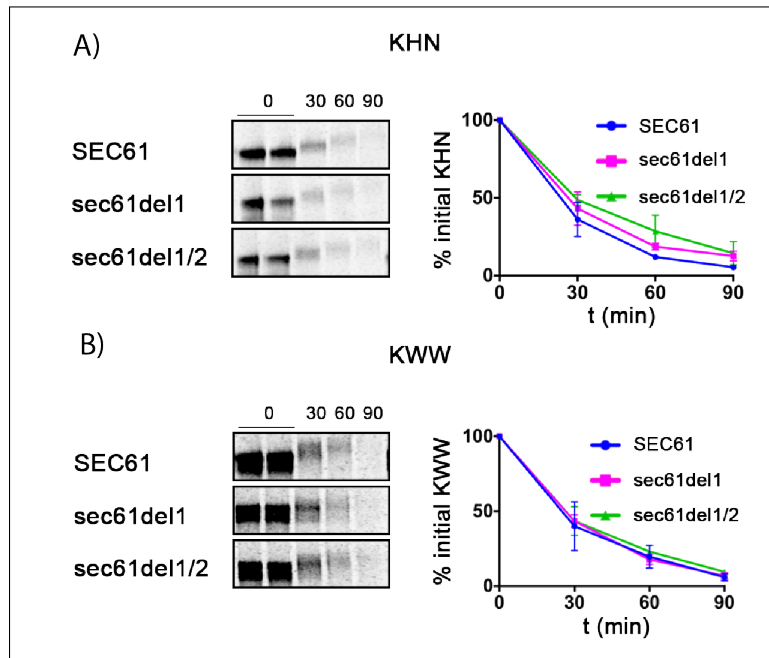 A)
KHN
0 30 60 90
SEC61
sec61del1
sec61del1/2
% initial KHN
100
50
0
0 30 60 90
t (min)
SEC61
sec61del1
sec61del1/2
B)
KWW
0 30 60 90
SEC61
sec61del1
sec61del1/2
% initial KWW
100
50
0
0 30 60 90
t (min)
SEC61
sec61del1
sec61del1/2